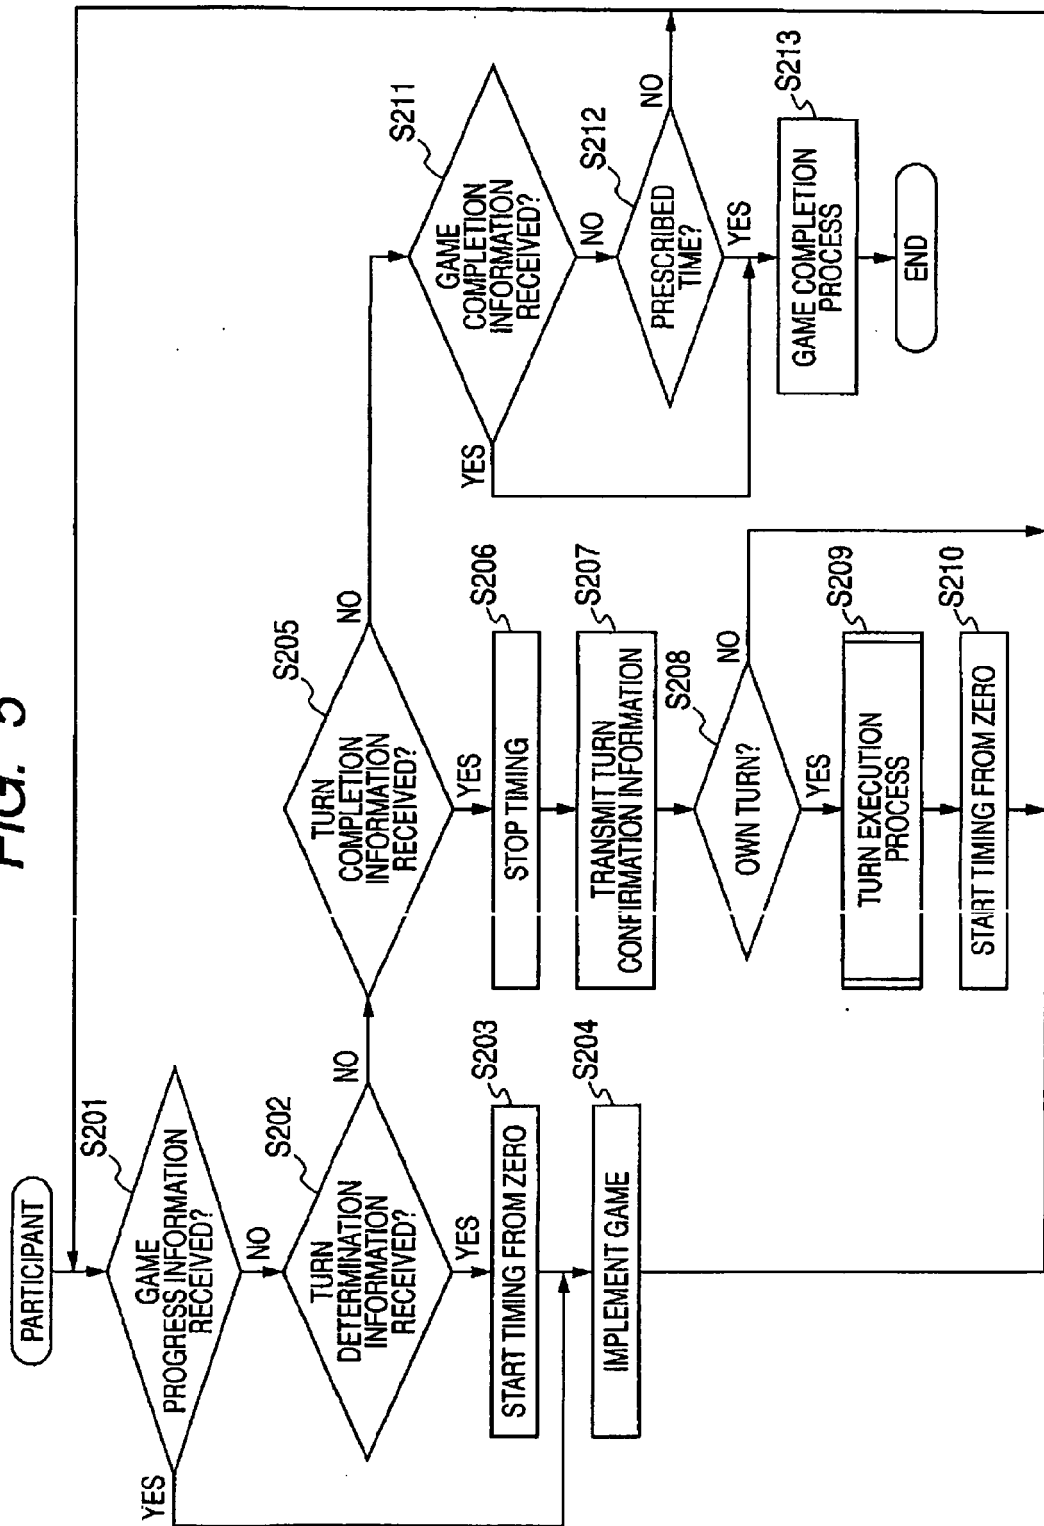 FIG. 5
PARTICIPANT
S201
GAME
PROGRESS INFORMATION
RECEIVED?
YES
NO
S202
TURN
DETERMINATION
INFORMATION
RECEIVED?
NO
YES
S203
START TIMING FROM ZERO
S204
IMPLEMENT GAME
S205
TURN
COMPLETION
INFORMATION
RECEIVED?
NO
YES
S206
STOP TIMING
S207
TRANSMIT TURN
CONFIRMATION INFORMATION
S208
OWN TURN?
NO
YES
S209
TURN EXECUTION
PROCESS
S210
START TIMING FROM ZERO
S211
GAME
COMPLETION
INFORMATION
RECEIVED?
YES
NO
S212
PRESCRIBED
TIME?
NO
YES
S213
GAME COMPLETION
PROCESS
END